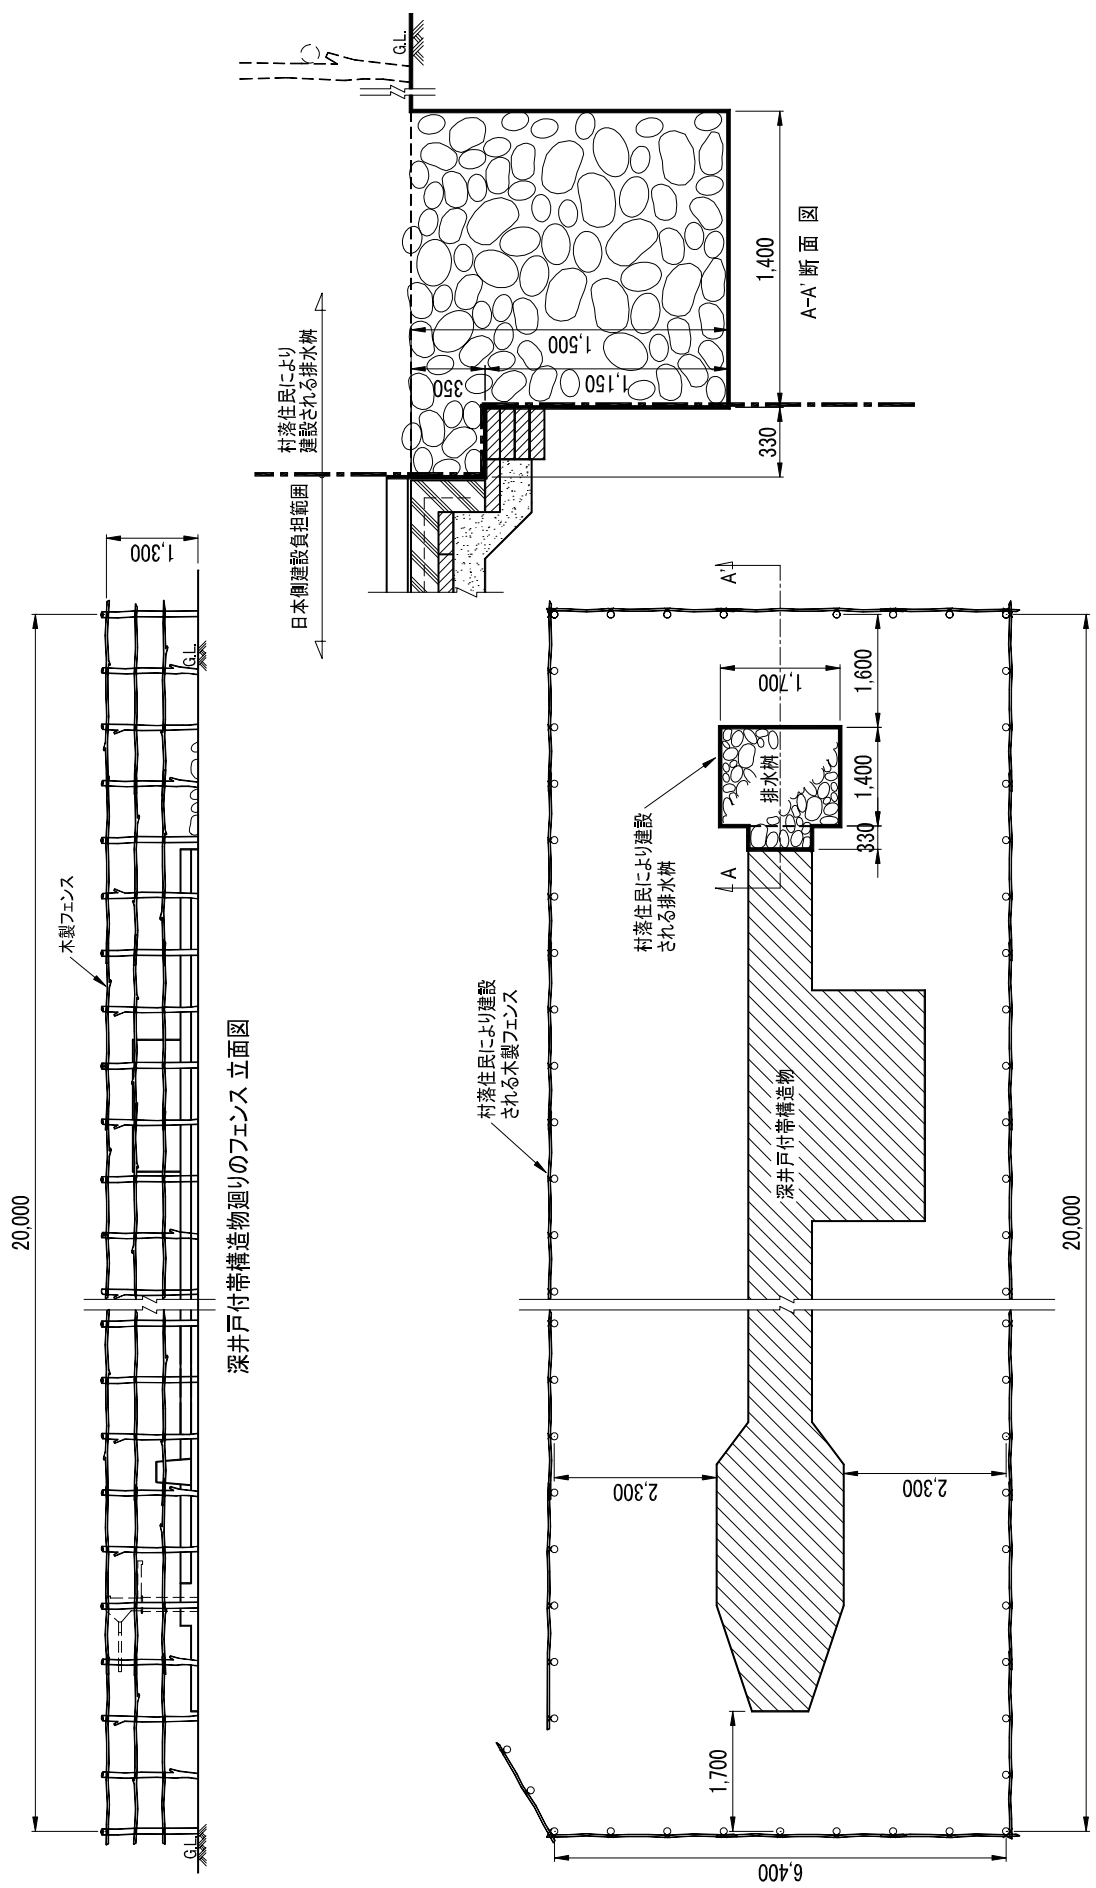 20,000
木製フェンス
1,300
G.L.
G.L.
深井戸付帯構造物廻りのフェンス 立面図
日本側建設負担範囲
村落住民により
建設される排水桝
G.L.
350
1,500
1,150
330
1,400
A-A' 断面図
村落住民により建設
される木製フェンス
村落住民により建設
される排水桝
A
A'
排水桝
1,700
330
1,400
1,600
深井戸付帯構造物
2,300
2,300
1,700
6,400
20,000